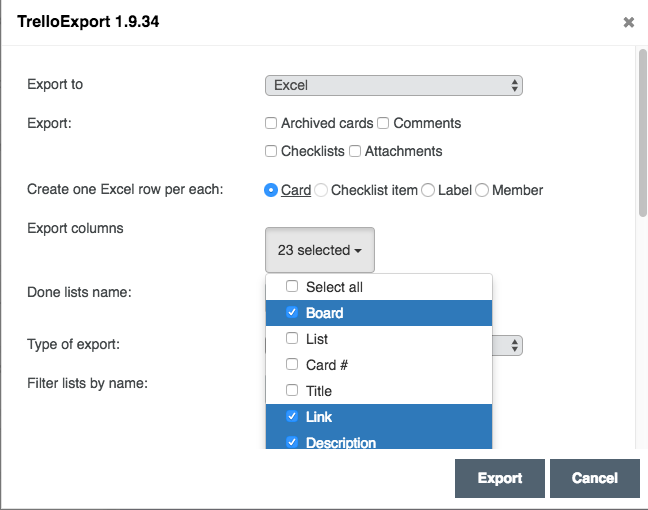 TrelloExport 1.9.34
Export to
Excel
Export:
Archived cards Comments
Checklists Attachments
Create one Excel row per each:
Card Checklist item Label Member
Export columns
23 selected
Select all
Done lists name:
Board
List
Type of export:
Card #
Filter lists by name:
Title
Link
Description
Export Cancel